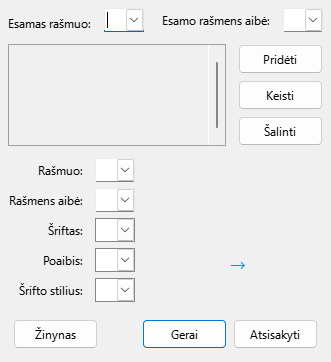 Esamas rašmuo: Esamo rašmens aibė:
Pridėti
Keisti
Šalinti
Rašmuo:
Rašmens aibė:
Šriftas:
Poaibis:
→
Šrifto stilius:
Žinynas Gerai Atsisakyti